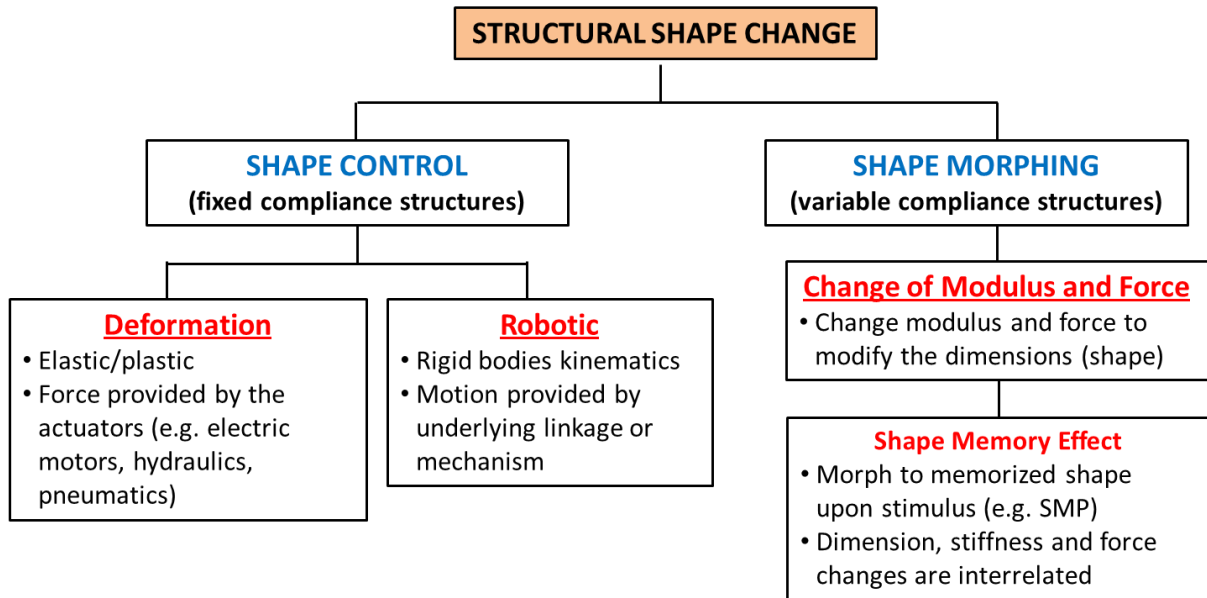 STRUCTURAL SHAPE CHANGE
SHAPE CONTROL
(fixed compliance structures)
SHAPE MORPHING
(variable compliance structures)
Deformation
• Elastic/plastic
• Force provided by the
actuators (e.g. electric
motors, hydraulics,
pneumatics)
Robotic
• Rigid bodies kinematics
• Motion provided by
underlying linkage or
mechanism
Change of Modulus and Force
• Change modulus and force to
modify the dimensions (shape)
Shape Memory Effect
• Morph to memorized shape
upon stimulus (e.g. SMP)
• Dimension, stiffness and force
changes are interrelated